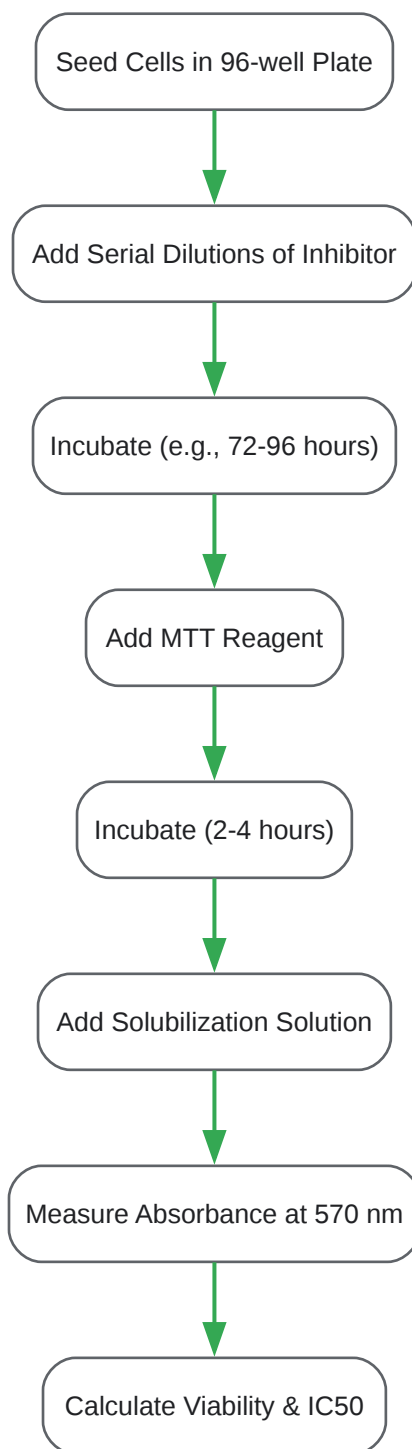 Seed Cells in 96-well Plate
Add Serial Dilutions of Inhibitor
Incubate (e.g., 72-96 hours)
Add MTT Reagent
Incubate (2-4 hours)
Add Solubilization Solution
Measure Absorbance at 570 nm
Calculate Viability & IC50